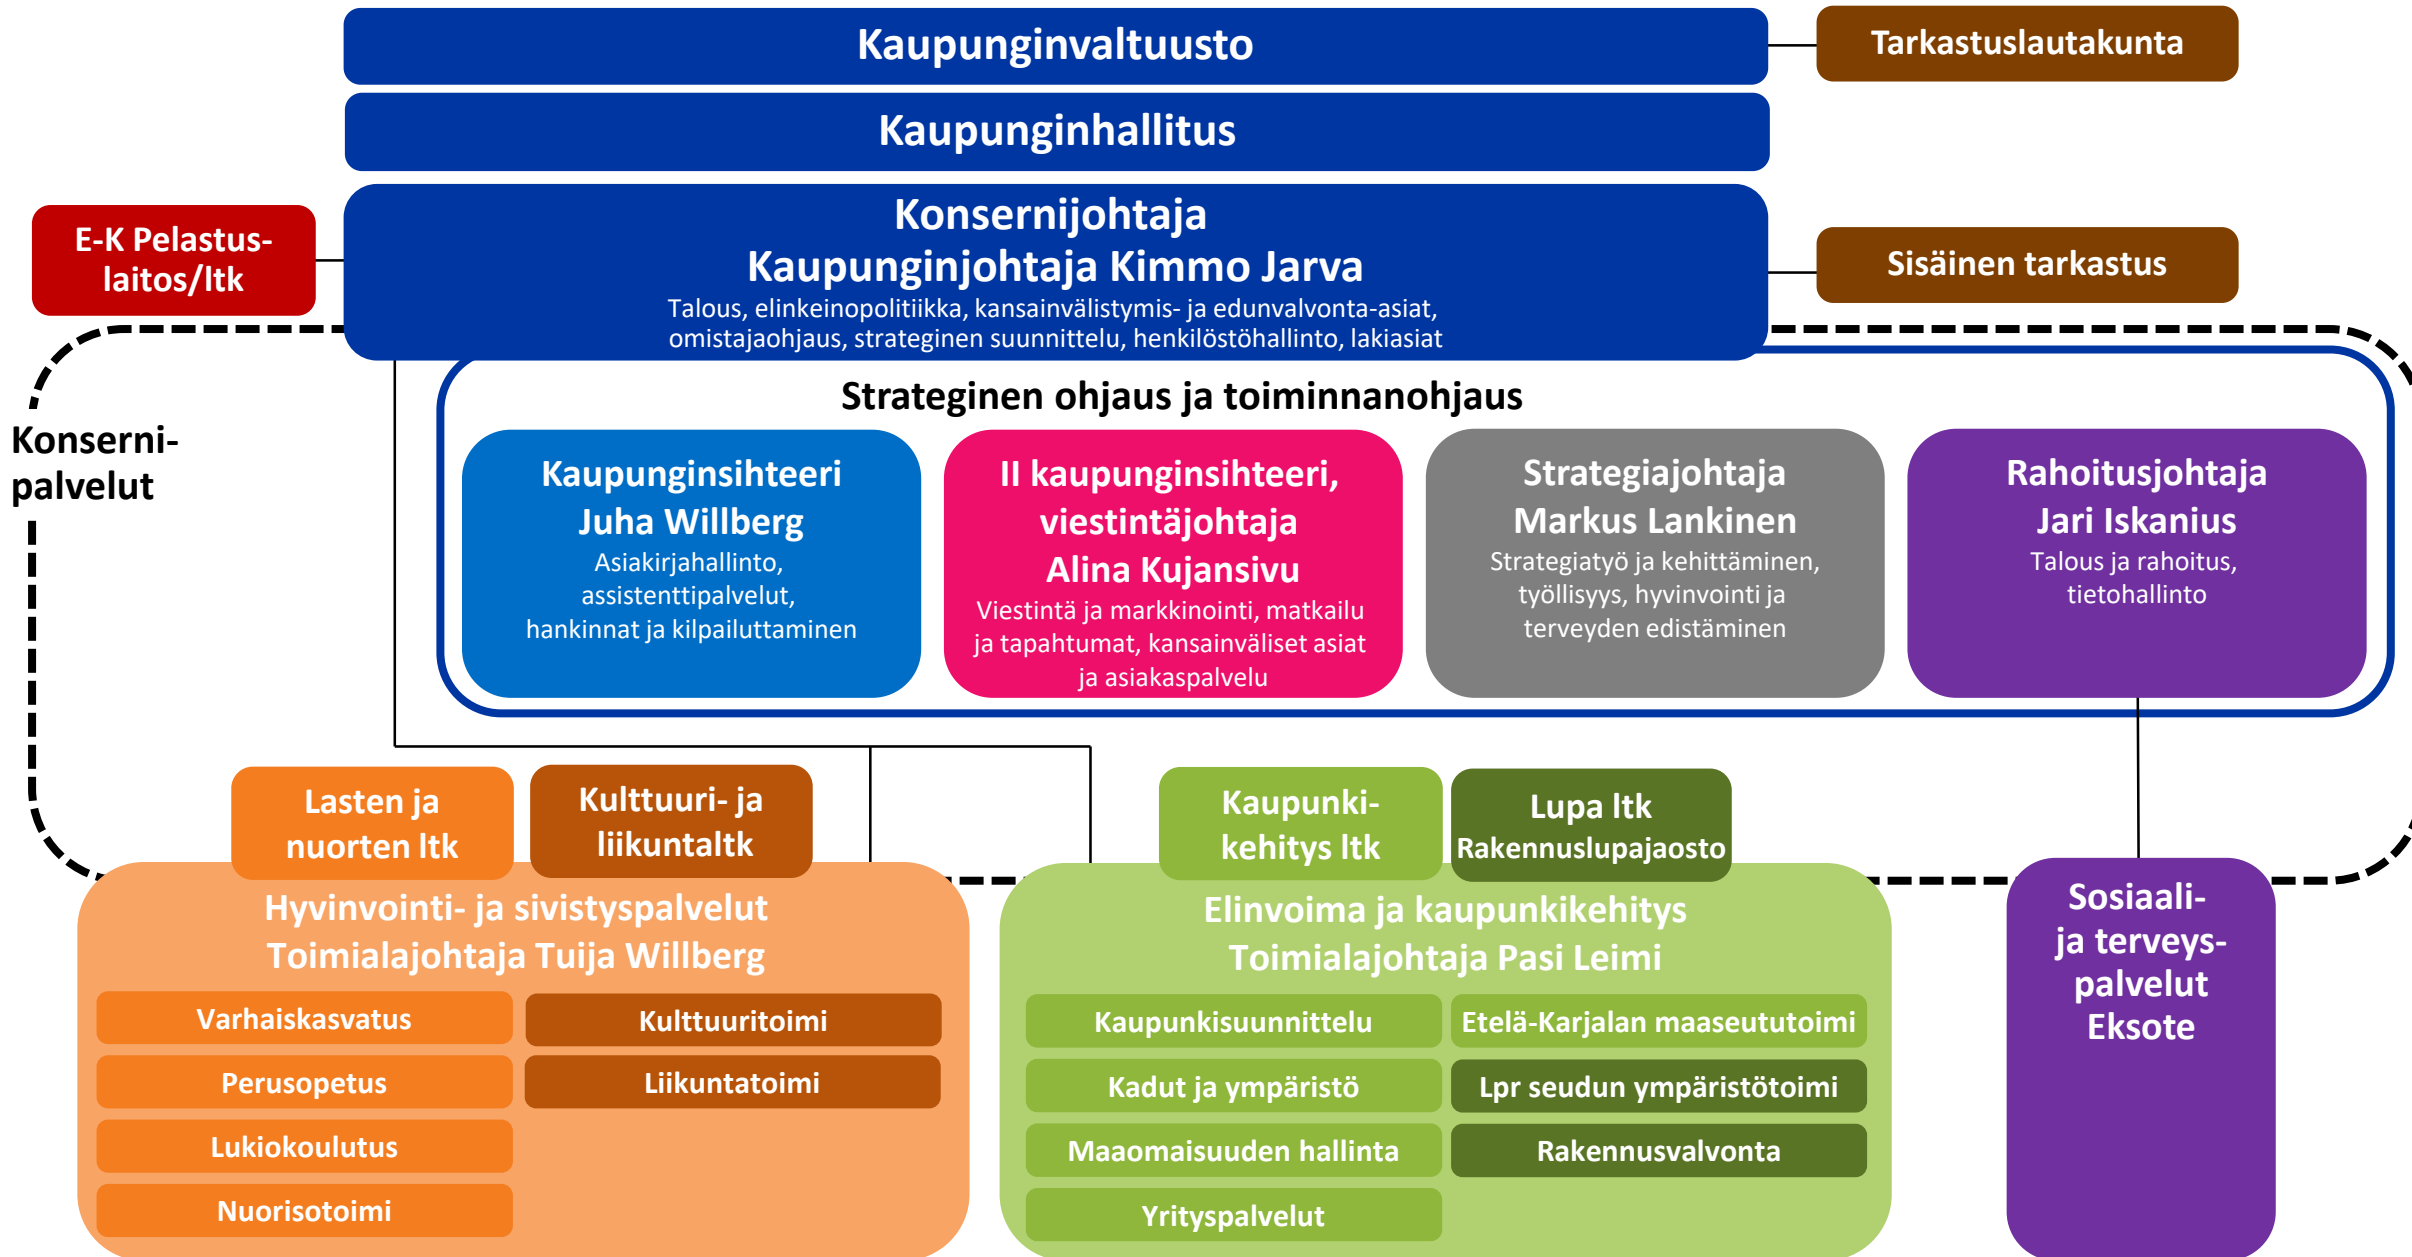 Kaupunginvaltuusto
Tarkastuslautakunta
Kaupunginhallitus
E-K Pelastus-
laitos/ltk
Konsernijohtaja
Kaupunginjohtaja Kimmo Jarva
Talous, elinkeinopolitiikka, kansainvälistymis- ja edunvalvonta-asiat,
omistajaohjaus, strateginen suunnittelu, henkilöstöhallinto, lakiasiat
Sisäinen tarkastus
Konserni-
palvelut
Strateginen ohjaus ja toiminnanohjaus
Kaupunginsihteeri
Juha Willberg
Asiakirjahallinto,
assistenttipalvelut,
hankinnat ja kilpailuttaminen
II kaupunginsihteeri,
viestintäjohtaja
Alina Kujansivu
Viestintä ja markkinointi, matkailu
ja tapahtumat, kansainväliset asiat
ja asiakaspalvelu
Strategiajohtaja
Markus Lankinen
Strategiatyö ja kehittäminen,
työllisyys, hyvinvointi ja
terveyden edistäminen
Rahoitusjohtaja
Jari Iskanius
Talous ja rahoitus,
tietohallinto
Lasten ja
nuorten ltk
Kulttuuri- ja
liikuntaltk
Kaupunki-
kehitys ltk
Lupa ltk
Rakennuslupajaosto
Hyvinvointi- ja sivistyspalvelut
Toimialajohtaja Tuija Willberg
Varhaiskasvatus
Perusopetus
Lukiokoulutus
Nuorisotoimi
Kulttuuritoimi
Liikuntatoimi
Elinvoima ja kaupunkikehitys
Toimialajohtaja Pasi Leimi
Kaupunkisuunnittelu
Kadut ja ympäristö
Maaomaisuuden hallinta
Yrityspalvelut
Etelä-Karjalan maaseututoimi
Lpr seudun ympäristötoimi
Rakennusvalvonta
Sosiaali-
ja terveys-
palvelut
Eksote